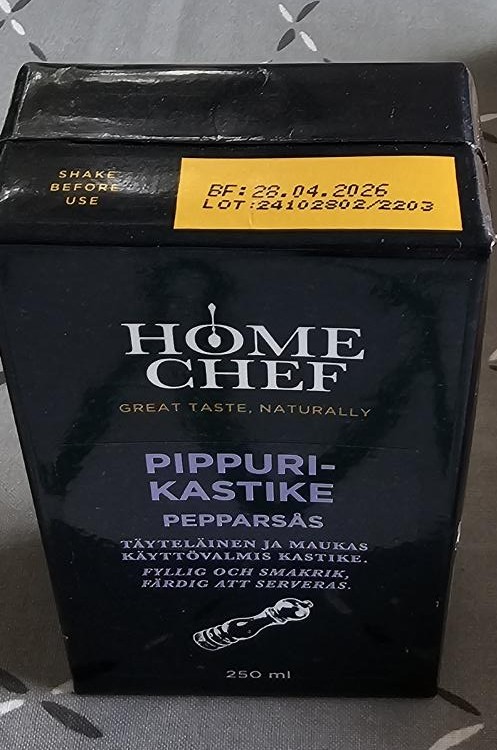 SHAKE
BEFORE
USE
BF:28.04.2026
LOT:24102802/2203
HOME
CHEF
GREAT TASTE, NATURALLY
PIPPURI-
KASTIKE
PEPPARSÅS
TÄYTELÄINEN JA MAUKAS
KÄYTTÖVALMIS KASTIKE.
FYLLIG OCH SMAKRIK,
FÄRDIG ATT SERVERAS.
250 ml